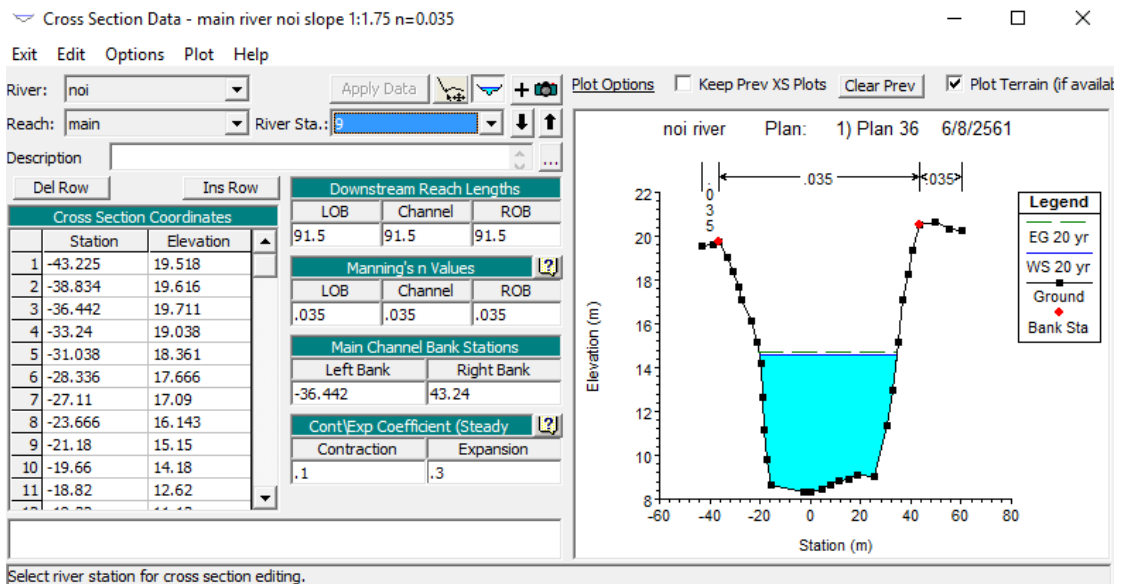 Cross Section Data - main river noi slope 1:1.75 n=0.035
Exit Edit Options Plot Help
River: noi
Apply Data
Reach: main River Sta.: 9
Description
...
Del Row Ins Row
Cross Section Coordinates
Station Elevation
1 -43.225 19.518
2 -38.834 19.616
3 -36.442 19.711
4 -33.24 19.038
5 -31.038 18.361
6 -28.336 17.666
7 -27.11 17.09
8 -23.666 16.143
9 -21.18 15.15
10 -19.66 14.18
11 -18.82 12.62
Downstream Reach Lengths
LOB Channel ROB
91.5 91.5 91.5
Manning's n Values
LOB Channel ROB
.035 .035 .035
Main Channel Bank Stations
Left Bank Right Bank
-36.442 43.24
Cont\Exp Coefficient (Steady
Contraction Expansion
.1 .3
Select river station for cross section editing.
Plot Options Keep Prev XS Plots Clear Prev Plot Terrain (if availab
noi river Plan: 1) Plan 36 6/8/2561
.035 .035 .035
22
20
18
16
14
12
10
8
-60 -40 -20 0 20 40 60 80
Elevation (m)
Station (m)
Legend
EG 20 yr
WS 20 yr
Ground
Bank Sta